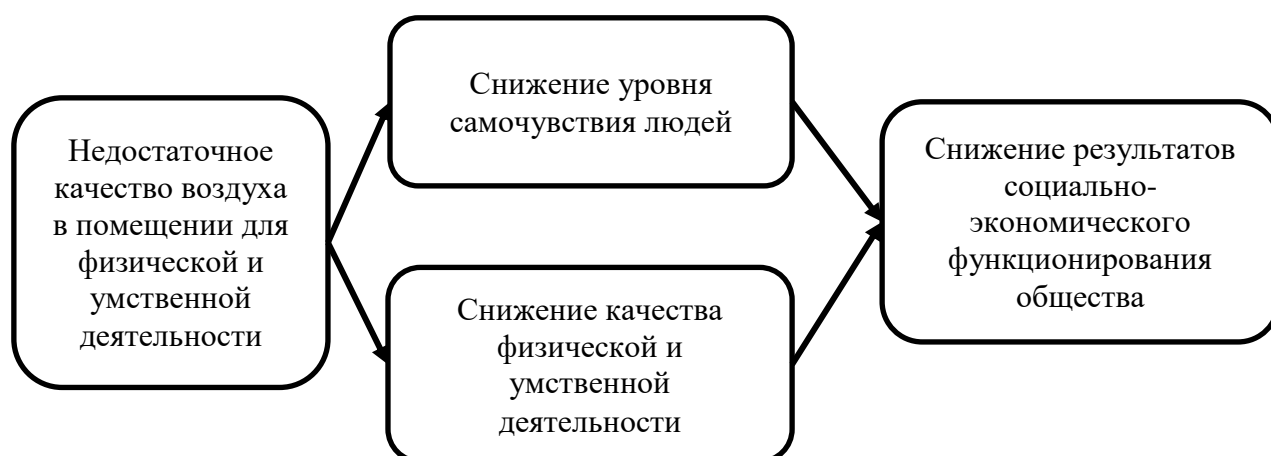 Недостаточное
качество воздуха
в помещении для
физической и
умственной
деятельности
Снижение уровня
самочувствия людей
Снижение качества
физической и
умственной
деятельности
Снижение результатов
социально-
экономического
функционирования
общества